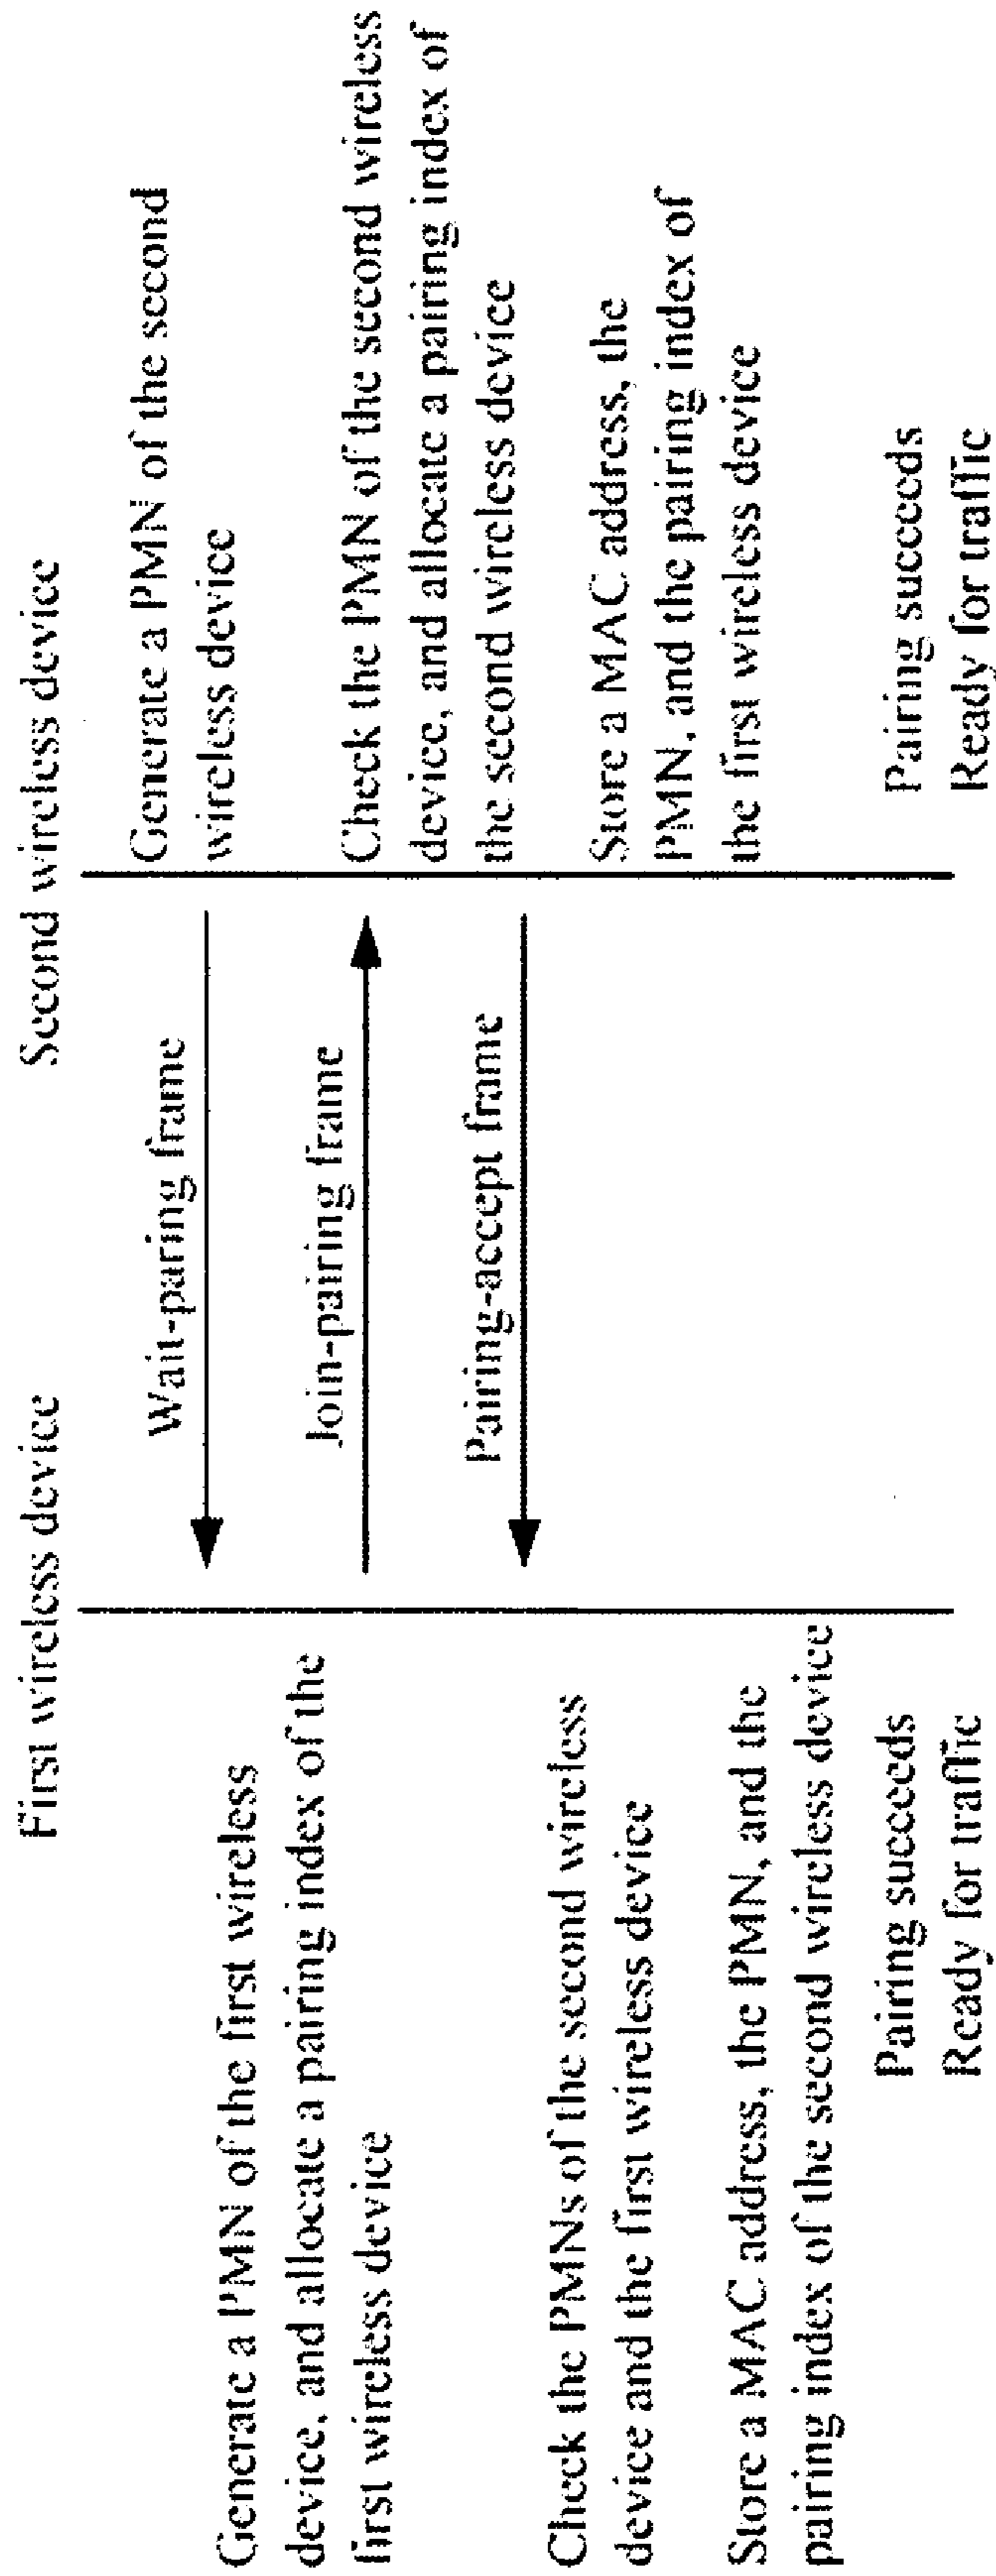 First wireless device
Second wireless device
Generate a PMN of the second
wireless device
Wait-paring frame
Generate a PMN of the first wireless
device, and allocate a pairing index of the
first wireless device
Join-pairing frame
Check the PMN of the second wireless
device, and allocate a pairing index of
the second wireless device
Pairing-accept frame
Check the PMNs of the second wireless
device and the first wireless device
Store a MAC address, the
PMN, and the pairing index of
the first wireless device
Store a MAC address, the PMN, and the
pairing index of the second wireless device
Pairing succeeds
Ready for traffic
Pairing succeeds
Ready for traffic